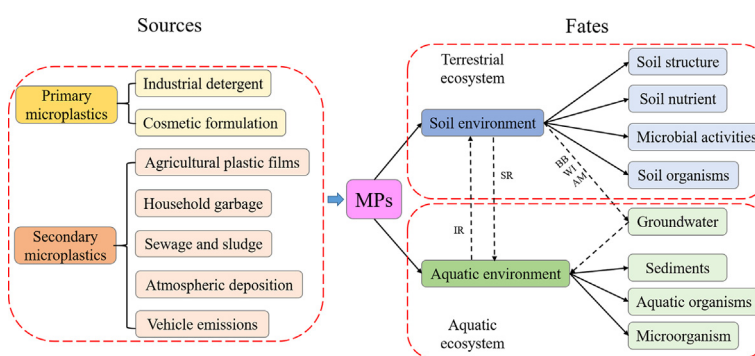 Sources
Primary
microplastics
Industrial detergent
Cosmetic formulation
Secondary
microplastics
Agricultural plastic films
Household garbage
Sewage and sludge
Atmospheric deposition
Vehicle emissions
MPs
Fates
Terrestrial
ecosystem
Soil environment
Soil structure
Soil nutrient
Microbial activities
Soil organisms
IR
SR
BB
WI
AM
Groundwater
Aquatic environment
Sediments
Aquatic organisms
Microorganism
Aquatic
ecosystem